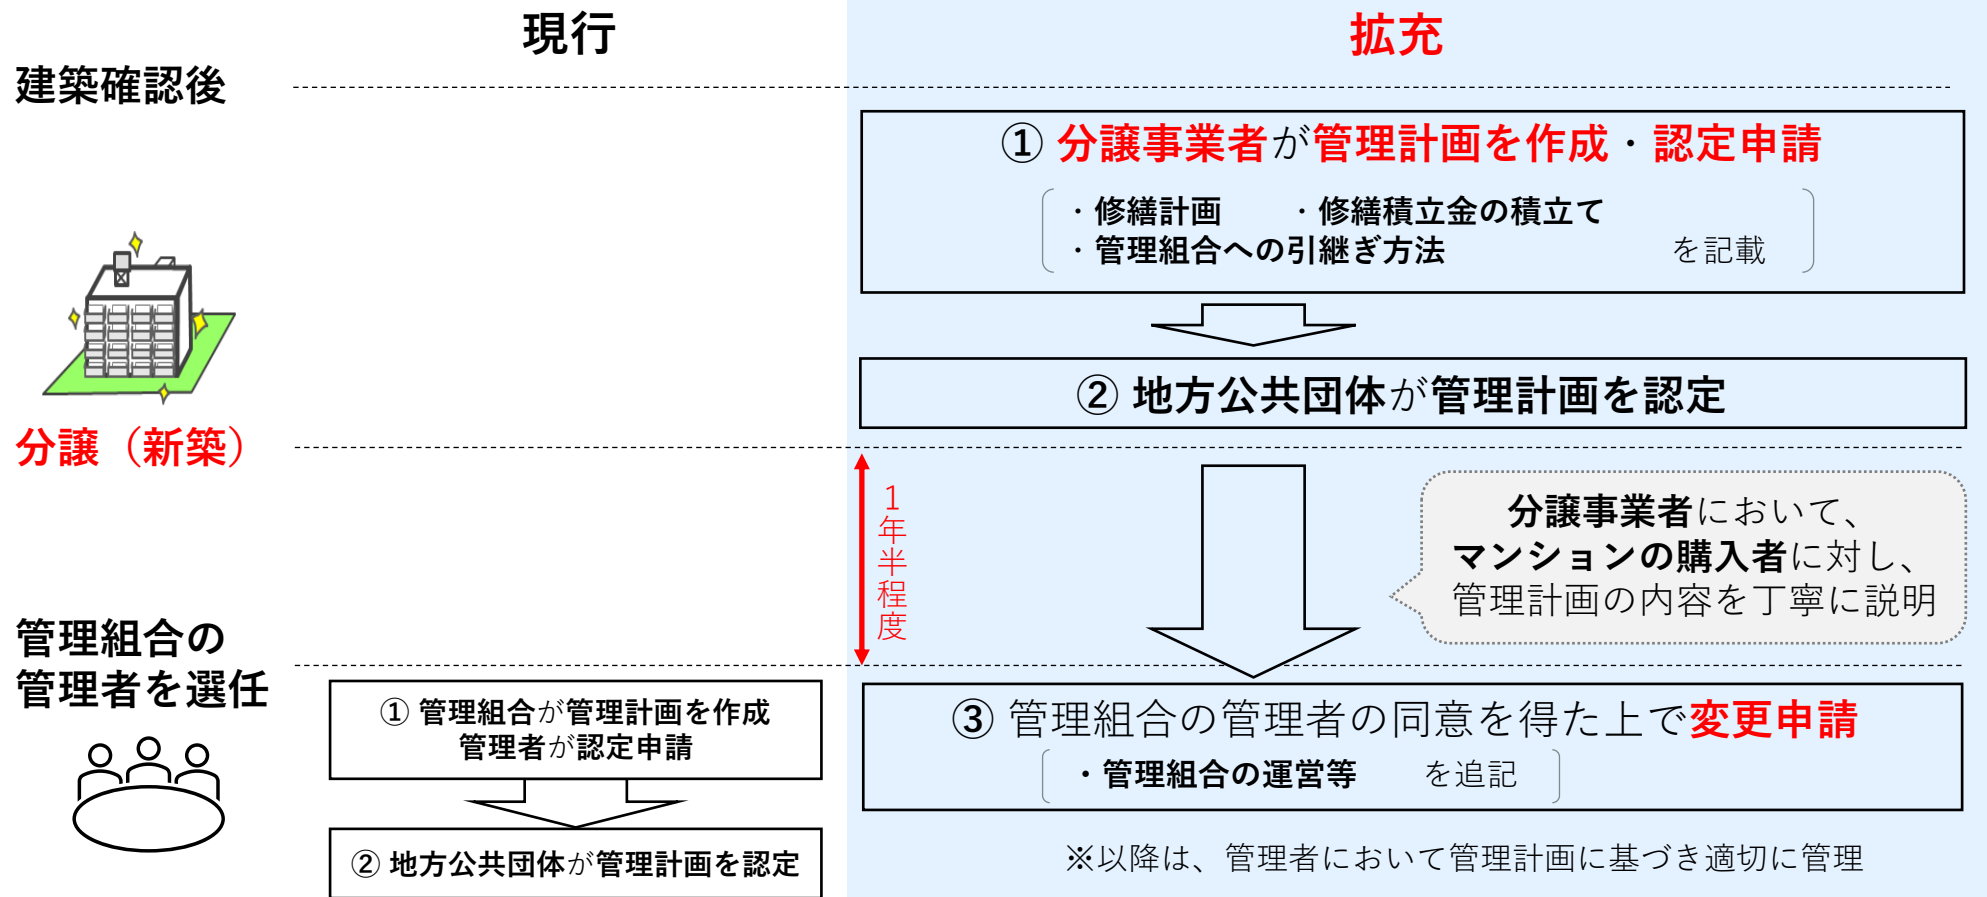 現行
拡充
建築確認後
① 分譲事業者が管理計画を作成・認定申請
・修繕計画 ・修繕積立金の積立て
・管理組合への引継ぎ方法 を記載
② 地方公共団体が管理計画を認定
分譲（新築）
1年半程度
分譲事業者において、
マンションの購入者に対し、
管理計画の内容を丁寧に説明
管理組合の
管理者を選任
① 管理組合が管理計画を作成
管理者が認定申請
② 地方公共団体が管理計画を認定
③ 管理組合の管理者の同意を得た上で変更申請
・管理組合の運営等 を追記
※以降は、管理者において管理計画に基づき適切に管理